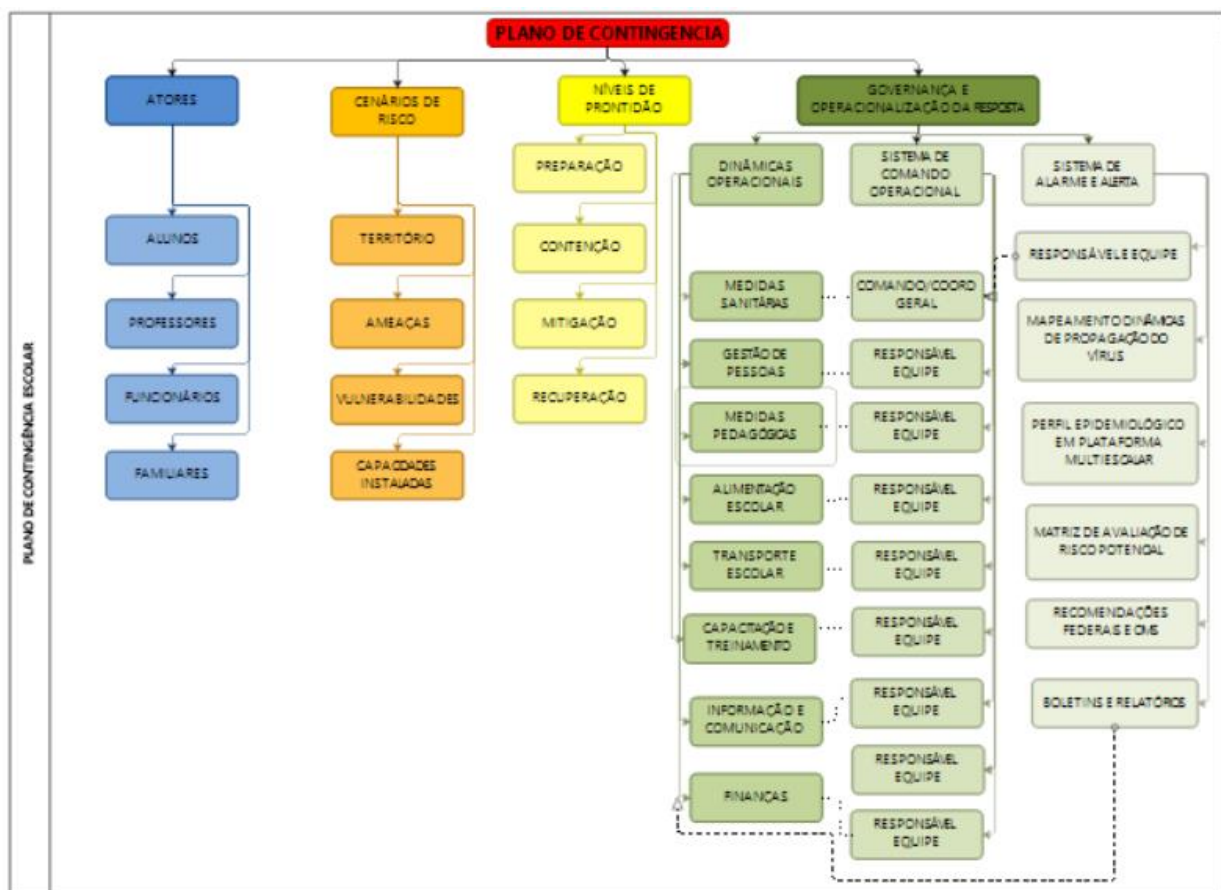 PLANO DE CONTINGÊNCIA ESCOLAR
PLANO DE CONTINGENCIA
ATORES
ALUNOS
PROFESSORES
FUNCIONÁRIOS
FAMILIARES
CENÁRIOS DE
RISCO
TERRITÓRIO
AMEAÇAS
VULNERABILIDADES
CAPACIDADES
INSTALADAS
NÍVEIS DE
PRONTIDÃO
PREPARAÇÃO
CONTENÇÃO
MITIGAÇÃO
RECUPERAÇÃO
GOVERNANÇA E
OPERACIONALIZAÇÃO DA RESPOSTA
DINÂMICAS
OPERACIONAIS
MEDIDAS
SANITÁRIAS
GESTÃO DE
PESSOAS
MEDIDAS
PEDAGÓGICAS
ALIMENTAÇÃO
ESCOLAR
TRANSPORTE
ESCOLAR
CAPACITAÇÃO E
TREINAMENTO
INFORMAÇÃO E
COMUNICAÇÃO
FINANÇAS
SISTEMA DE
COMANDO
OPERACIONAL
COMANDO/COORD
GERAL
RESPONSÁVEL
EQUIPE
RESPONSÁVEL
EQUIPE
RESPONSÁVEL
EQUIPE
RESPONSÁVEL
EQUIPE
RESPONSÁVEL
EQUIPE
RESPONSÁVEL
EQUIPE
RESPONSÁVEL
EQUIPE
RESPONSÁVEL
EQUIPE
SISTEMA DE
ALARME E ALERTA
RESPONSÁVEL E EQUIPE
MAPEAMENTO DINÂMICAS
DE PROPAGAÇÃO DO
VÍRUS
PERFIL EPIDEMIOLÓGICO
EM PLATAFORMA
MULTIESCALAR
MATRIZ DE AVALIAÇÃO DE
RISCO POTENCIAL
RECOMENDAÇÕES
FEDERAIS E OMS
BOLETINS E RELATÓRIOS